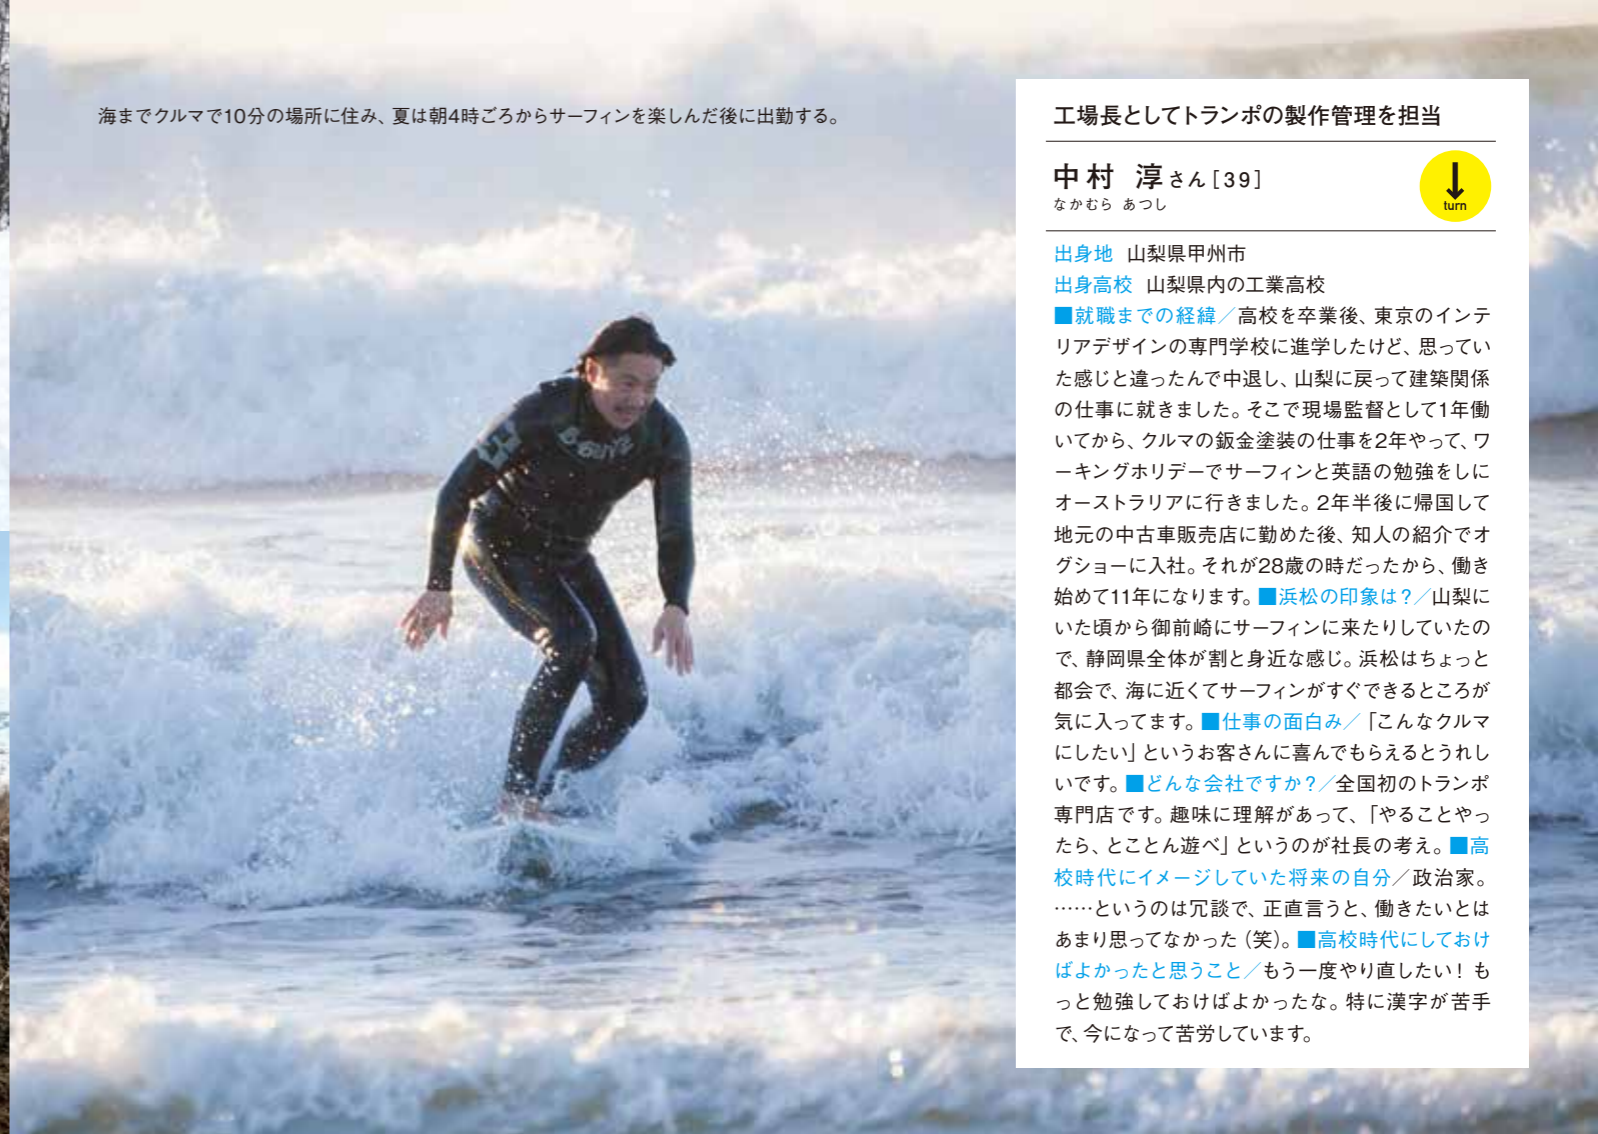 海までクルマで10分の場所に住み、夏は朝4時ごろからサーフィンを楽しんだ後に出勤する。
工場長としてトランポの製作管理を担当
中村 淳さん[39]
なかむら あつし
↓
turn
出身地 山梨県甲州市
出身高校 山梨県内の工業高校
■就職までの経緯／高校を卒業後、東京のインテ
リアデザインの専門学校に進学したけど、思ってい
た感じと違ったんで中退し、山梨に戻って建築関係
の仕事に就きました。そこで現場監督として1年働
いてから、クルマの鈑金塗装の仕事を2年やって、ワ
ーキングホリデーでサーフィンと英語の勉強をしに
オーストラリアに行きました。2年半後に帰国して
地元の中古車販売店に勤めた後、知人の紹介でオ
グショーに入社。それが28歳の時だったから、働き
始めて11年になります。■浜松の印象は?／山梨に
いた頃から御前崎にサーフィンに来たりしていたの
で、静岡県全体が割と身近な感じ。浜松はちょっと
都会で、海に近くてサーフィンがすぐできるところが
気に入ってます。■仕事の面白み／「こんなクルマ
にしたい」というお客さんに喜んでもらえるとうれし
いです。■どんな会社ですか?／全国初のトランポ
専門店です。趣味に理解があって、「やることやっ
たら、とことん遊べ」というのが社長の考え。■高
校時代にイメージしていた将来の自分／政治家。
……というのは冗談で、正直言うと、働きたいとは
あまり思ってなかった（笑）。■高校時代にしておけ
ばよかったと思うこと／もう一度やり直したい！も
っと勉強しておけばよかったな。特に漢字が苦手
で、今になって苦労しています。